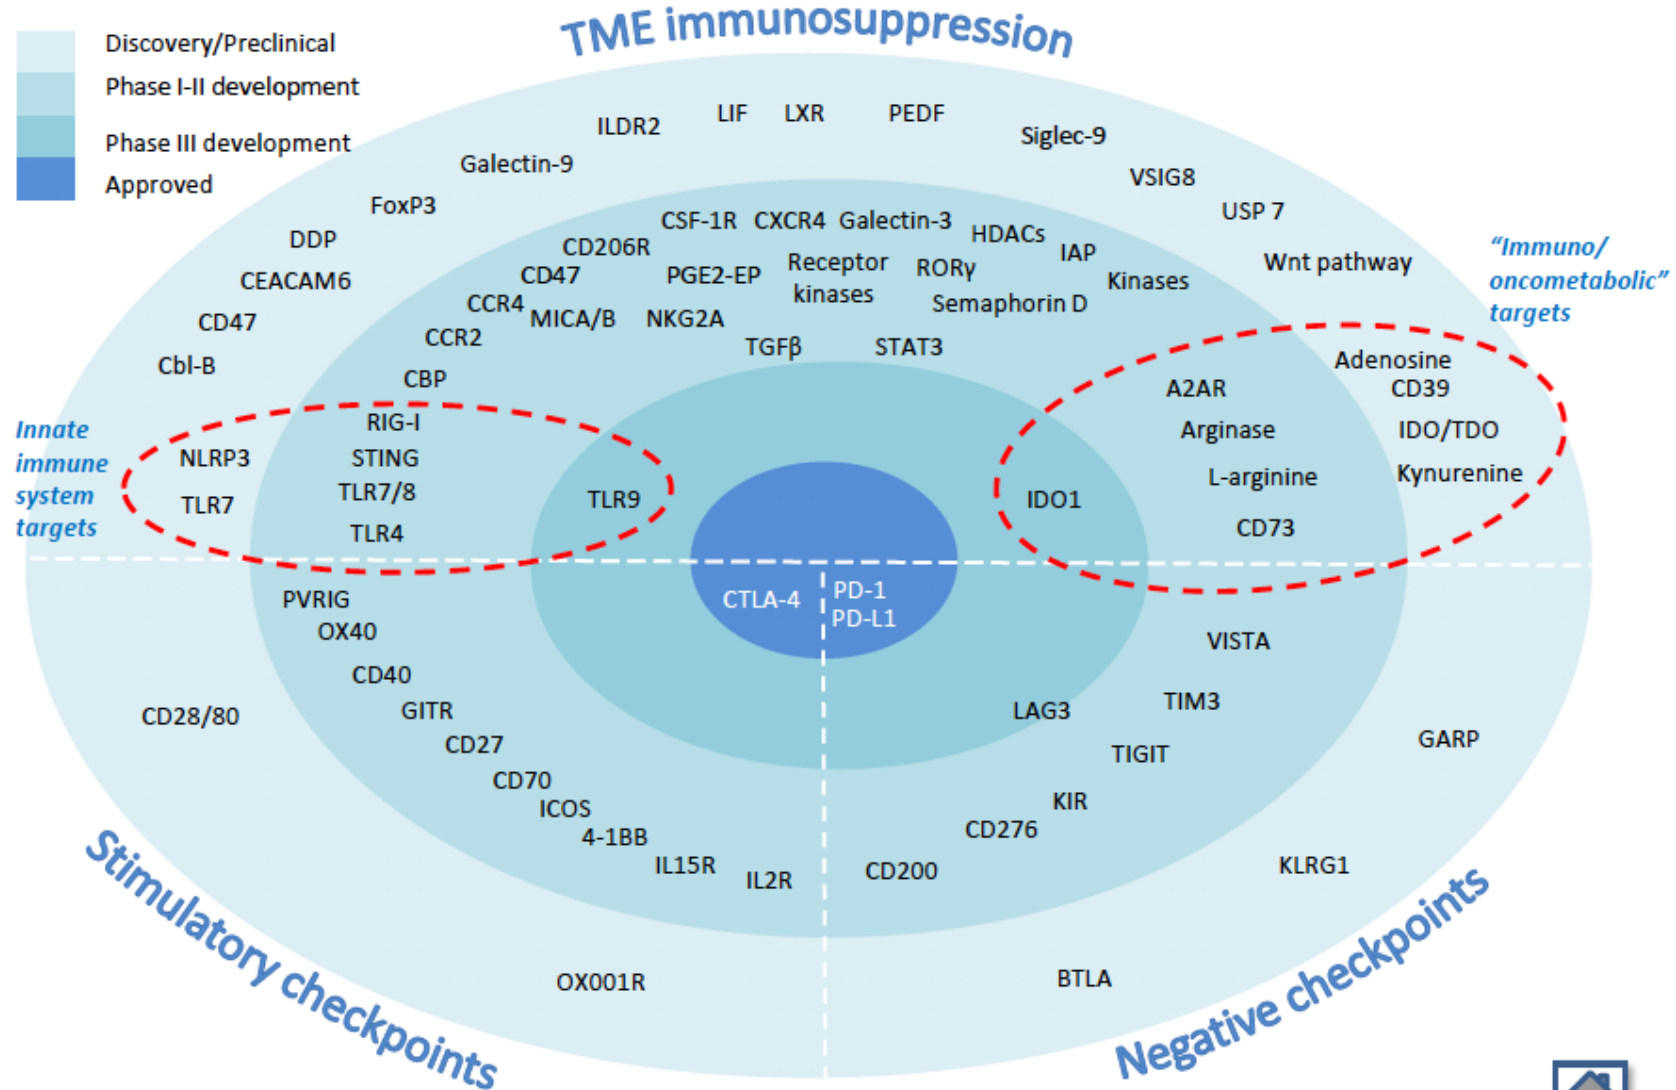 TME immunosuppression
Discovery/Preclinical
Phase I-II development
Phase III development
Approved
ILDR2
LIF
LXR
PEDF
Siglec-9
Galectin-9
VSIG8
FoxP3
USP 7
DDP
Wnt pathway
CEACAM6
CD47
Cbl-B
CSF-1R
CXCR4
Galectin-3
HDACs
IAP
CD206R
CD47
PGE2-EP
Receptor
kinases
RORγ
Kinases
CCR4
MICA/B
NKG2A
Semaphorin D
CCR2
TGFβ
STAT3
CBP
"Immuno/
oncometabolic"
targets
Adenosine
A2AR
CD39
Arginase
IDO/TDO
L-arginine
Kynurenine
IDO1
CD73
Innate
immune
system
targets
RIG-I
NLRP3
STING
TLR7/8
TLR7
TLR4
TLR9
CTLA-4
PD-1
PD-L1
PVRIG
OX40
CD40
GITR
CD27
CD70
ICOS
4-1BB
IL15R
IL2R
CD28/80
OX001R
VISTA
TIM3
LAG3
TIGIT
KIR
CD276
CD200
GARP
KLRG1
BTLA
Stimulatory checkpoints
Negative checkpoints